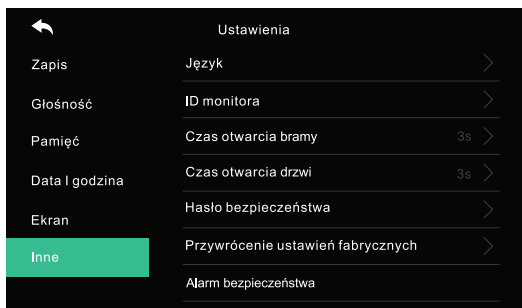 Ustawienia
Zapis
Głośność
Pamięć
Data I godzina
Ekran
Inne
Język
ID monitora
Czas otwarcia bramy 3s
Czas otwarcia drzwi 3s
Hasło bezpieczeństwa
Przywrócenie ustawień fabrycznych
Alarm bezpieczeństwa